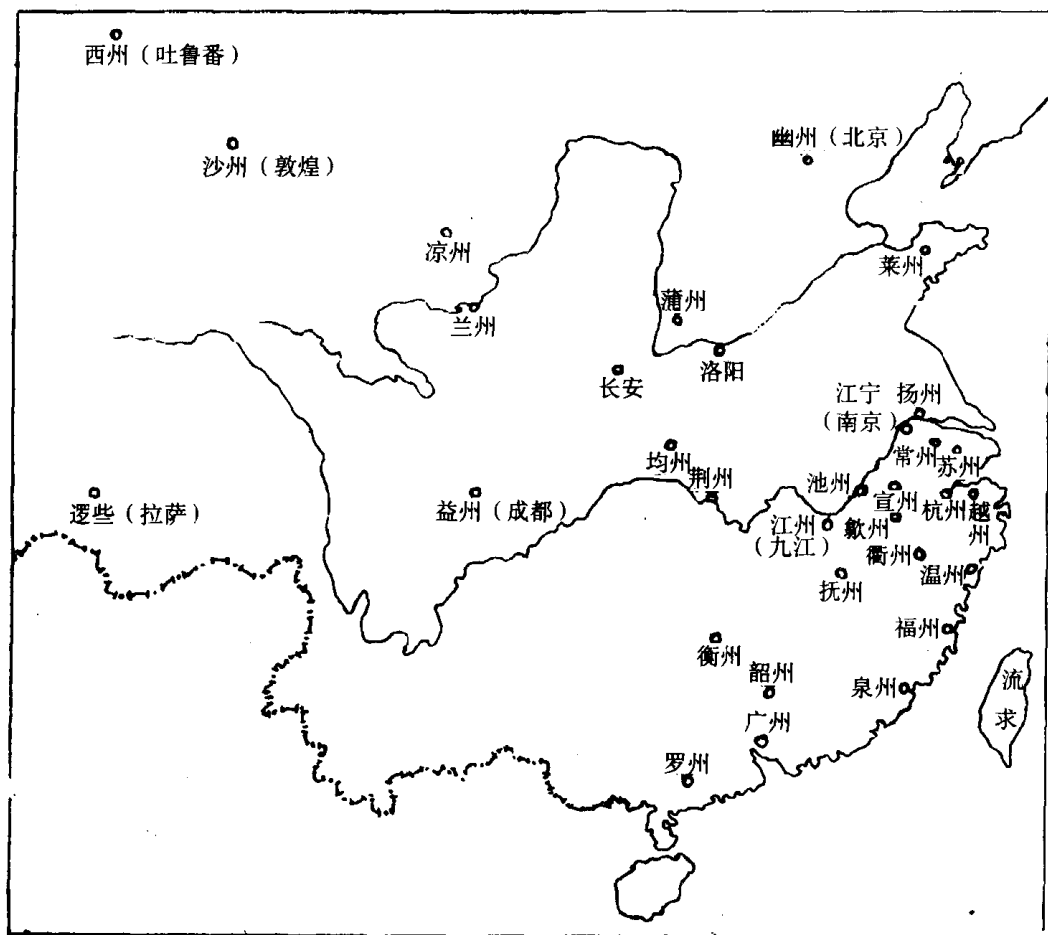 西州（吐鲁番）
沙州（敦煌）
幽州（北京）
凉州
莱州
兰州
蒲州
洛阳
长安
江宁
（南京）
扬州
常州
苏州
均州
荆州
池州
宣州
杭州
越州
逻些（拉萨）
益州（成都）
江州
（九江）
歙州
衢州
温州
抚州
福州
衡州
韶州
泉州
流求
广州
罗州